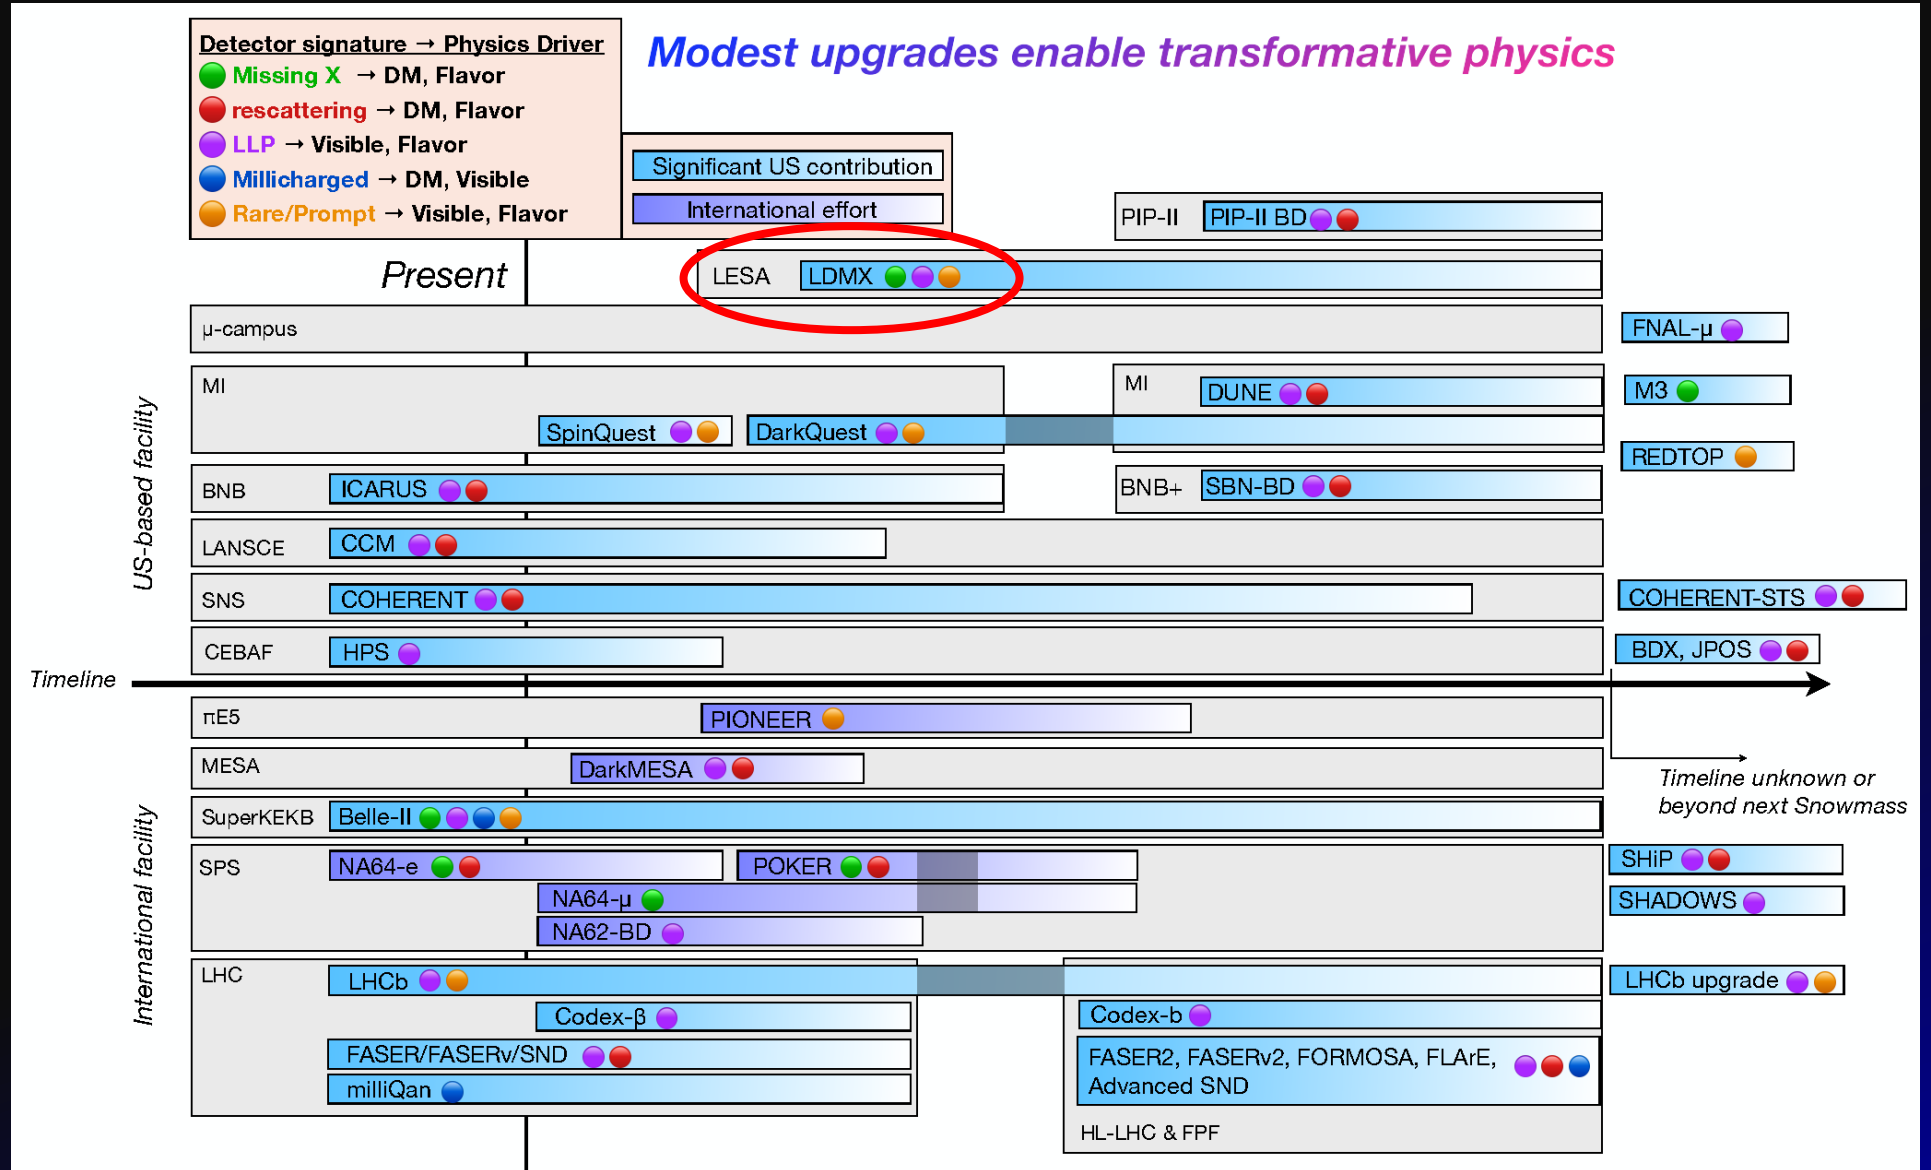 Modest upgrades enable transformative physics
Detector signature → Physics Driver
Missing X → DM, Flavor
rescattering → DM, Flavor
LLP → Visible, Flavor
Millicharged → DM, Visible
Rare/Prompt → Visible, Flavor
Significant US contribution
International effort
PIP-II PIP-II BD
Present
LESA LDMX
μ-campus
FNAL-μ
MI
MI
DUNE
M3
SpinQuest
DarkQuest
REDTOP
BNB
ICARUS
BNB+
SBN-BD
LANSCE
CCM
SNS
COHERENT
COHERENT-STS
CEBAF
HPS
BDX, JPOS
US-based facility
Timeline
πE5
PIONEER
MESA
DarkMESA
Timeline unknown or
beyond next Snowmass
SuperKEKB
Belle-II
SPS
NA64-e
POKER
SHiP
NA64-μ
SHADOWS
NA62-BD
International facility
LHC
LHCb
LHCb upgrade
Codex-β
Codex-b
FASER/FASERv/SND
FASER2, FASERv2, FORMOSA, FLArE,
Advanced SND
milliQan
HL-LHC & FPF